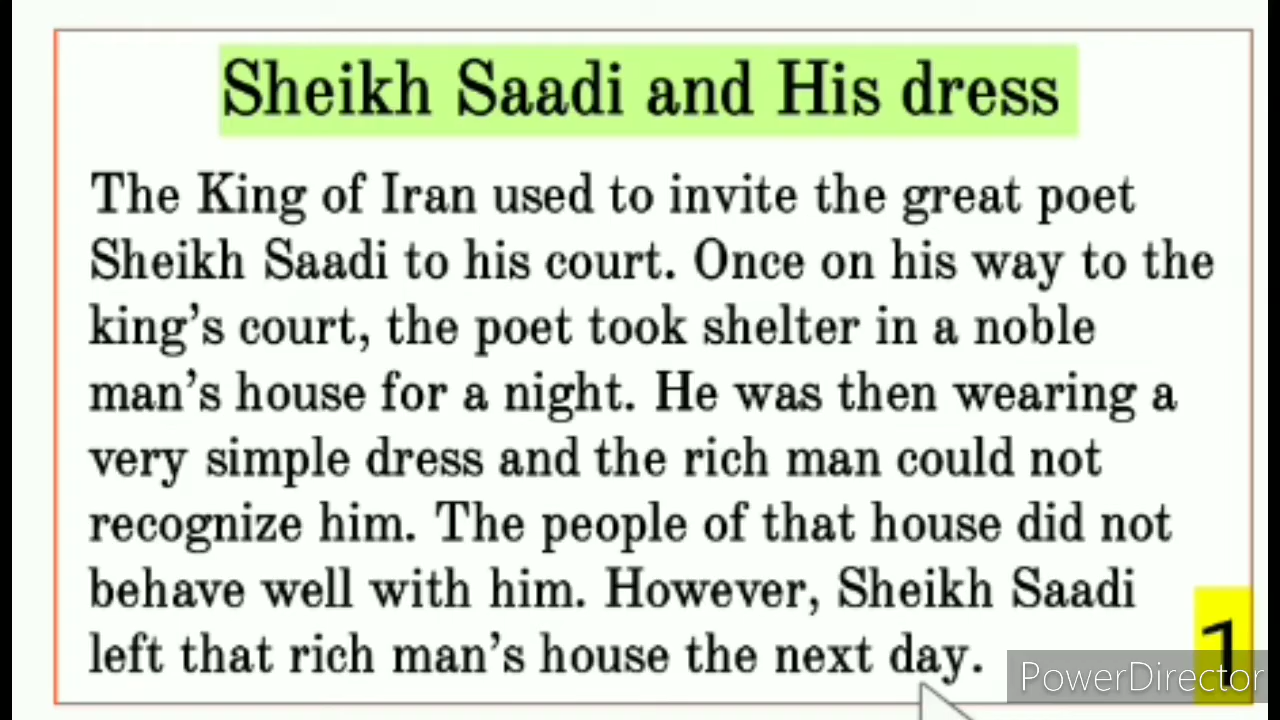 Sheikh Saadi and His dress
The King of Iran used to invite the great poet
Sheikh Saadi to his court. Once on his way to the
king's court, the poet took shelter in a noble
man's house for a night. He was then wearing a
very simple dress and the rich man could not
recognize him. The people of that house did not
behave well with him. However, Sheikh Saadi
left that rich man's house the next day.
1
PowerDirector